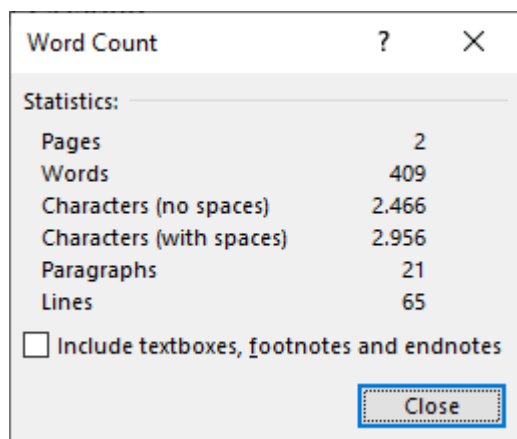 Word Count ? ×
Statistics:
Pages 2
Words 409
Characters (no spaces) 2.466
Characters (with spaces) 2.956
Paragraphs 21
Lines 65
Include textboxes, footnotes and endnotes
Close